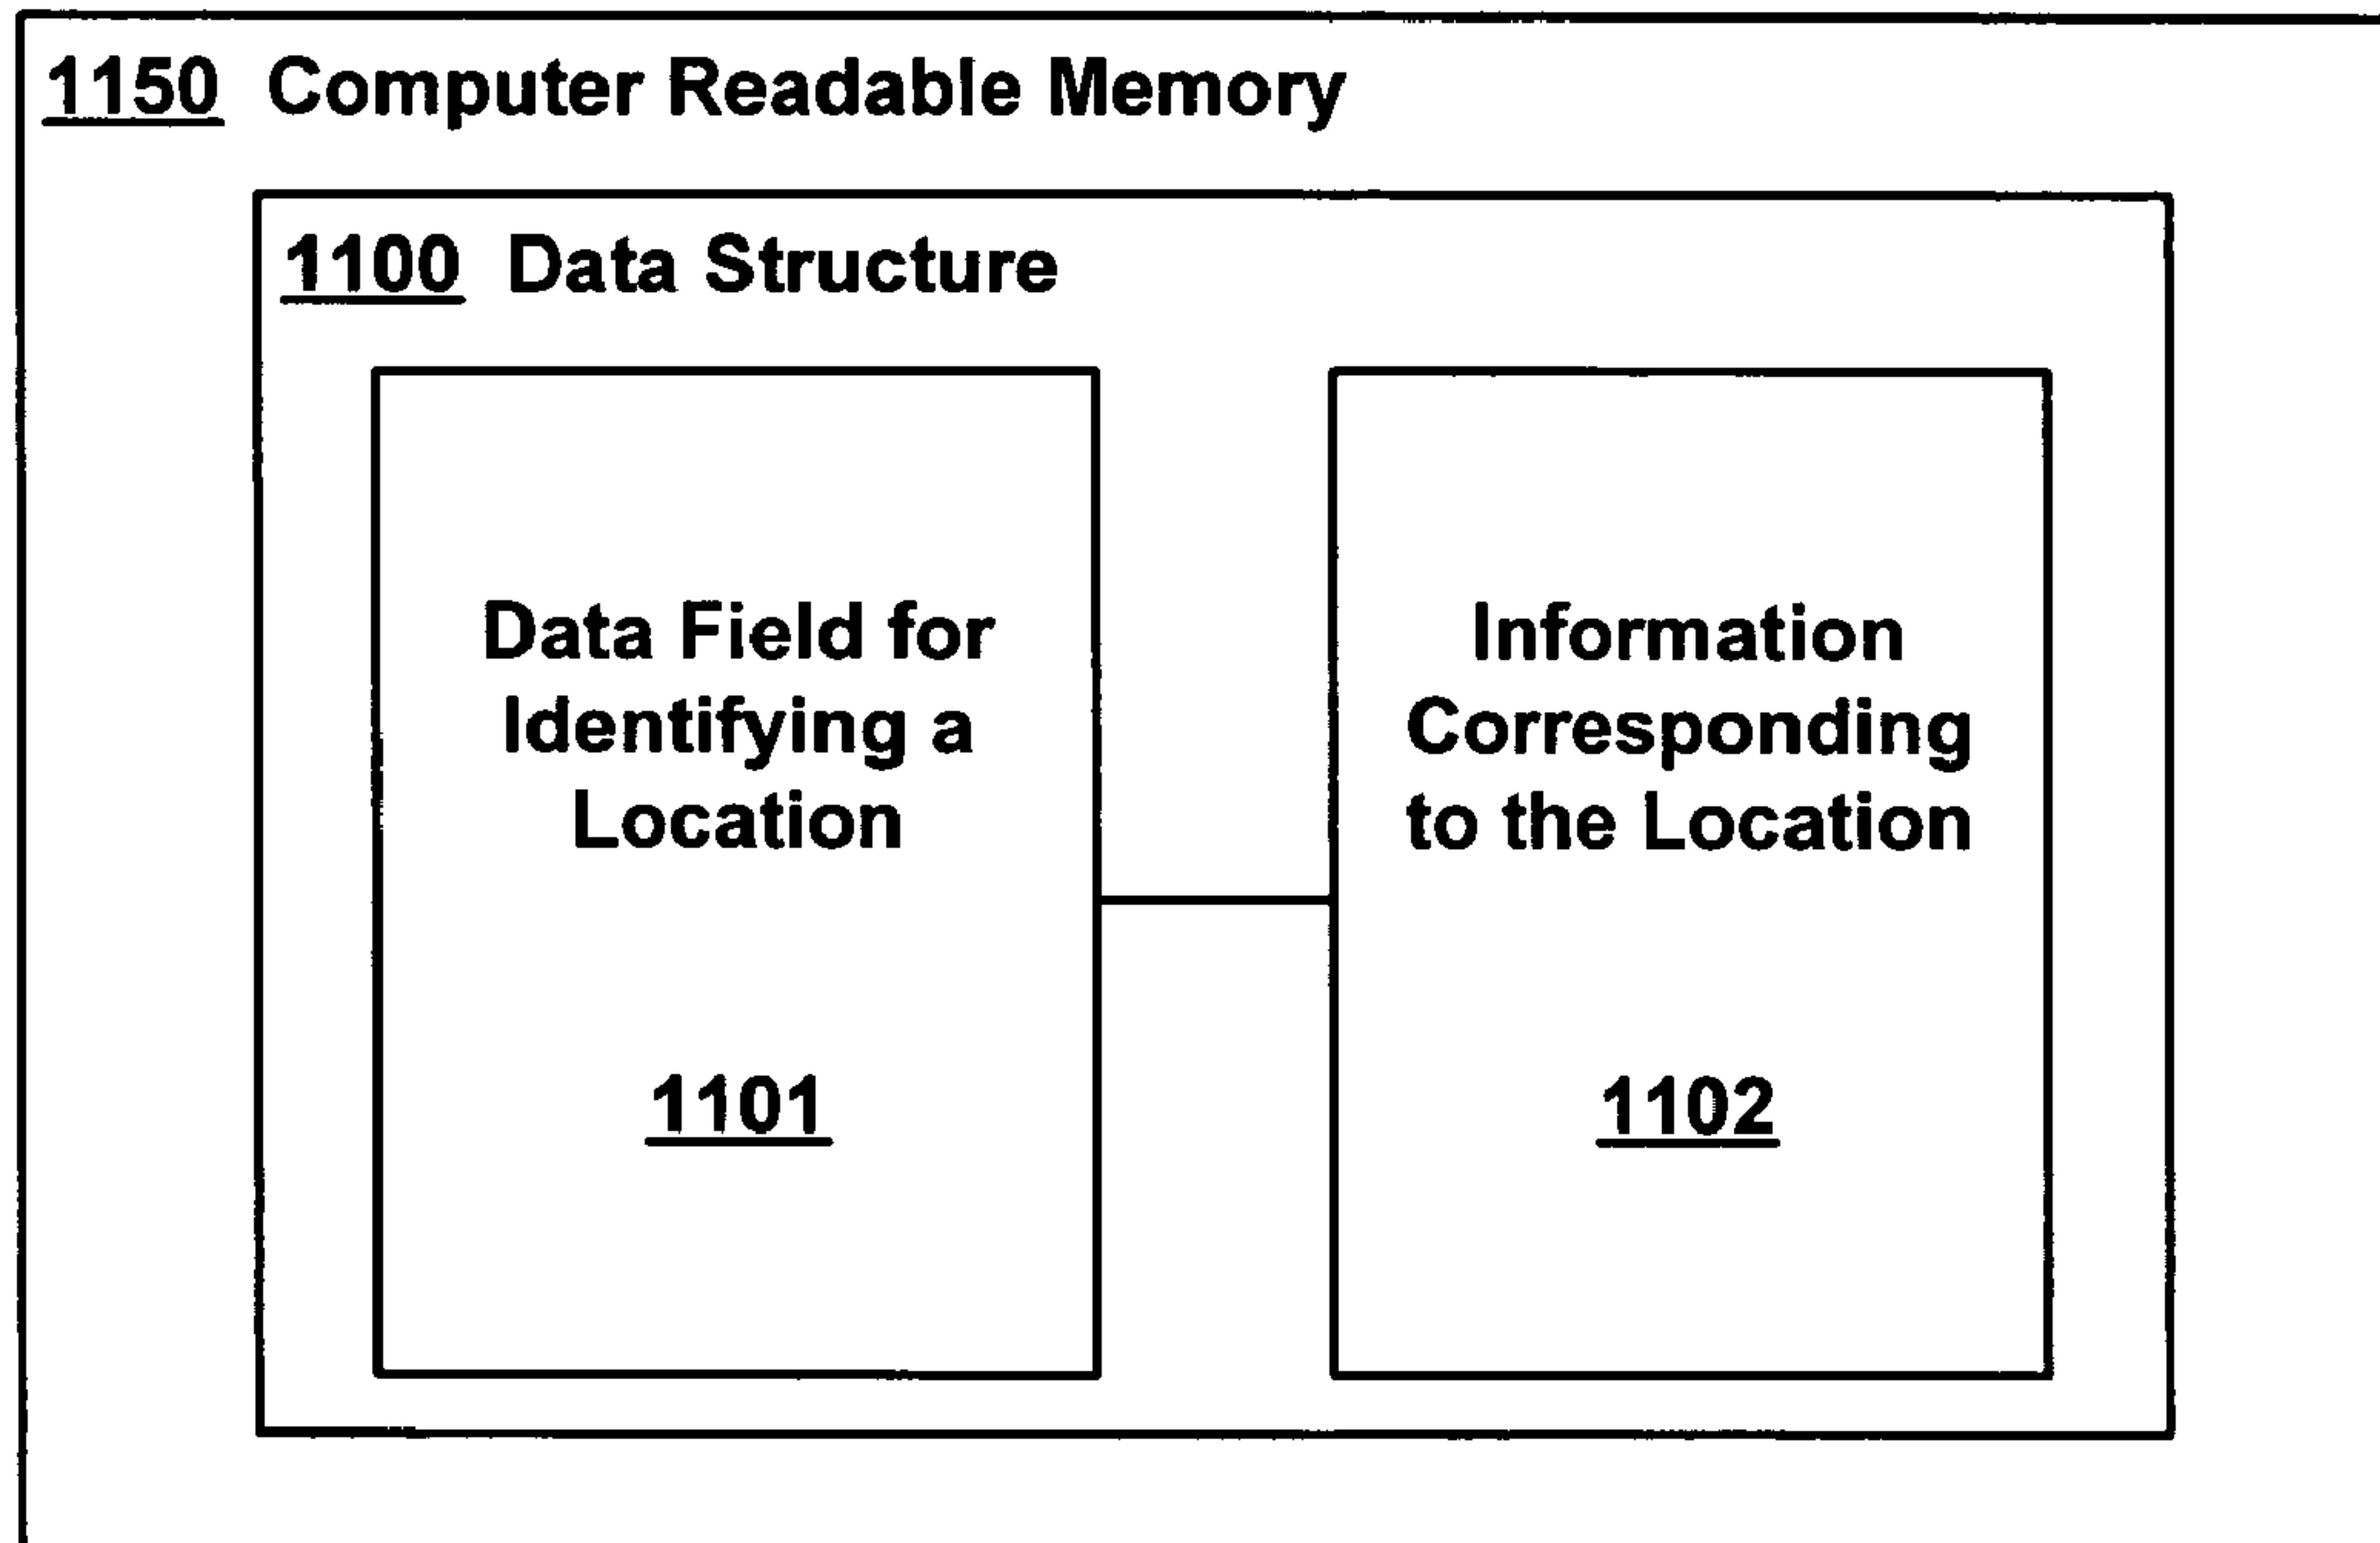 1150 Computer Readable Memory
1100 Data Structure
Data Field for
Identifying a
Location
1101
Information
Corresponding
to the Location
1102